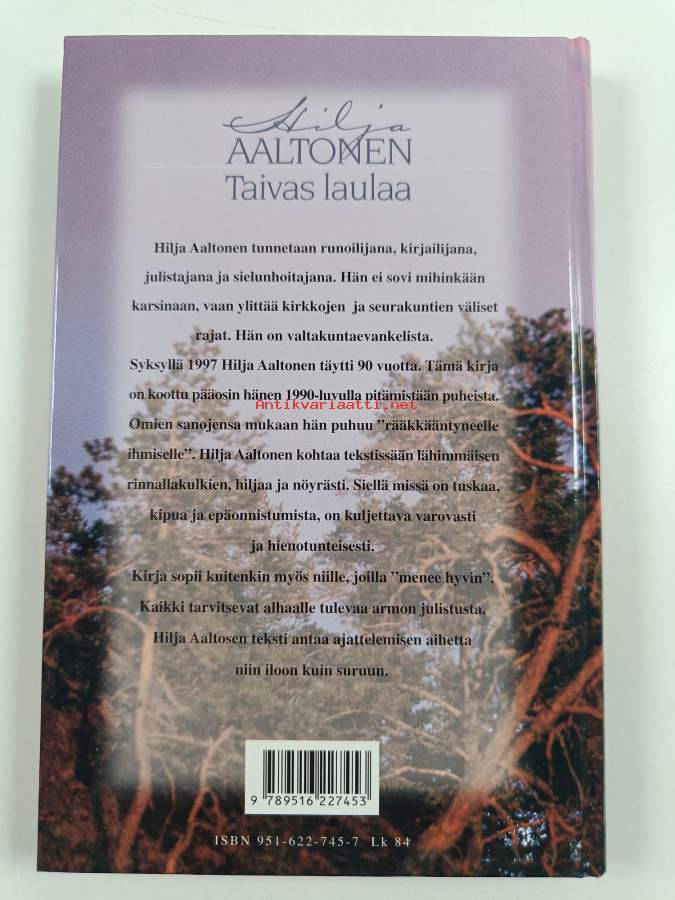 Hilja
AALTONEN
Taivas laulaa
Hilja Aaltonen tunnetaan runoilijana, kirjailijana,
julistajana ja sielunhoitajana. Hän ei sovi mihinkään
karsinaan, vaan ylittää kirkkojen ja seurakuntien väliset
rajat. Hän on valtakuntaevankelista.
Syksyllä 1997 Hilja Aaltonen täytti 90 vuotta. Tämä kirja
on koottu pääosin hänen 1990-luvulla pitämistään puheista.
Antikvariaatti.net
Omien sanojensa mukaan hän puhuu ”rääkkääntyneelle
ihmiselle”. Hilja Aaltonen kohtaa tekstissään lähimmäisen
rinnallakulkien, hiljaa ja nöyrästi. Siellä missä on tuskaa,
kipua ja epäonnistumista, on kuljettava varovasti
ja hienotunteisesti.
Kirja sopii kuitenkin myös niille, joilla ”menee hyvin”.
Kaikki tarvitsevat alhaalle tulevaa armon julistusta.
Hilja Aaltosen teksti antaa ajattelemisen aihetta
niin iloon kuin suruun.
9 789516 227453
ISBN 951-622-745-7 Lk 84